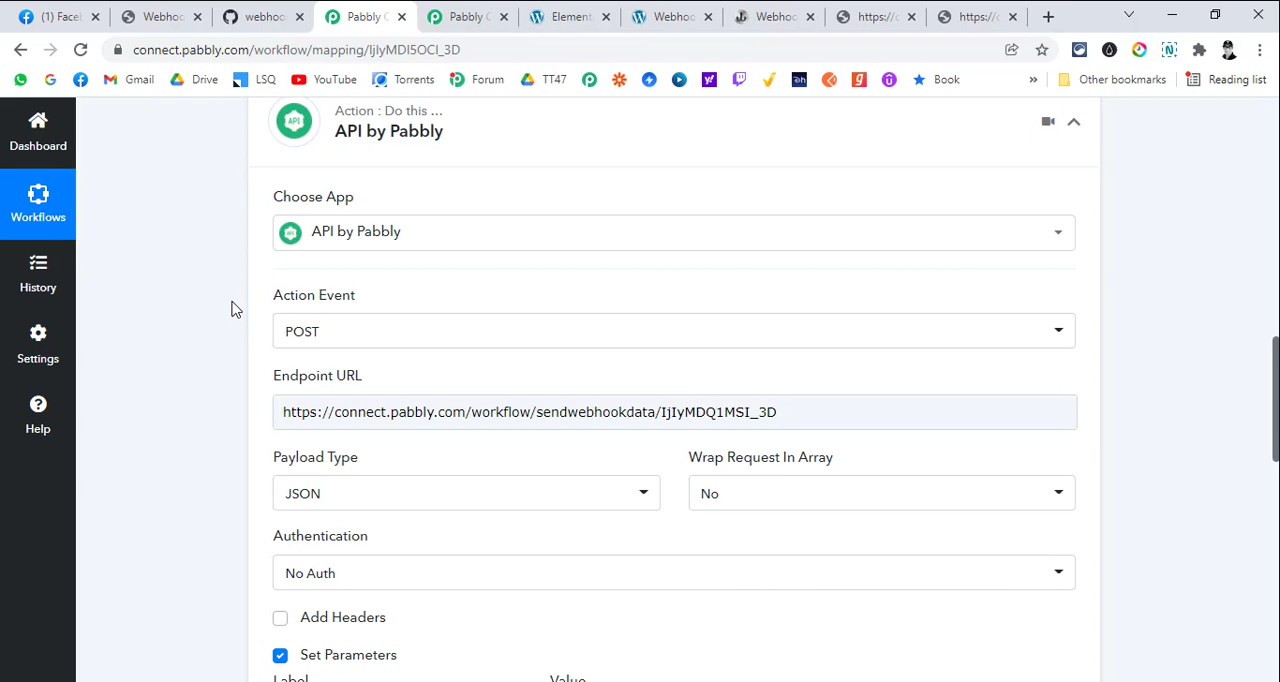 (1) Facel
Webhoo
webhoo
Pabbly C
Pabbly C
Element
Webhoo
Webhoo
https://c
https://c
connect.pabbly.com/workflow/mapping/IjIyMDI5OCI_3D
Gmail
Drive
LSQ
YouTube
Torrents
Forum
TT47
Book
»
Other bookmarks
Reading list
Dashboard
Workflows
History
Settings
Help
Action : Do this ...
API by Pabbly
Choose App
API by Pabbly
Action Event
POST
Endpoint URL
https://connect.pabbly.com/workflow/sendwebhookdata/IjIyMDQ1MSI_3D
Payload Type
Wrap Request In Array
JSON
No
Authentication
No Auth
Add Headers
Set Parameters
Label
Value